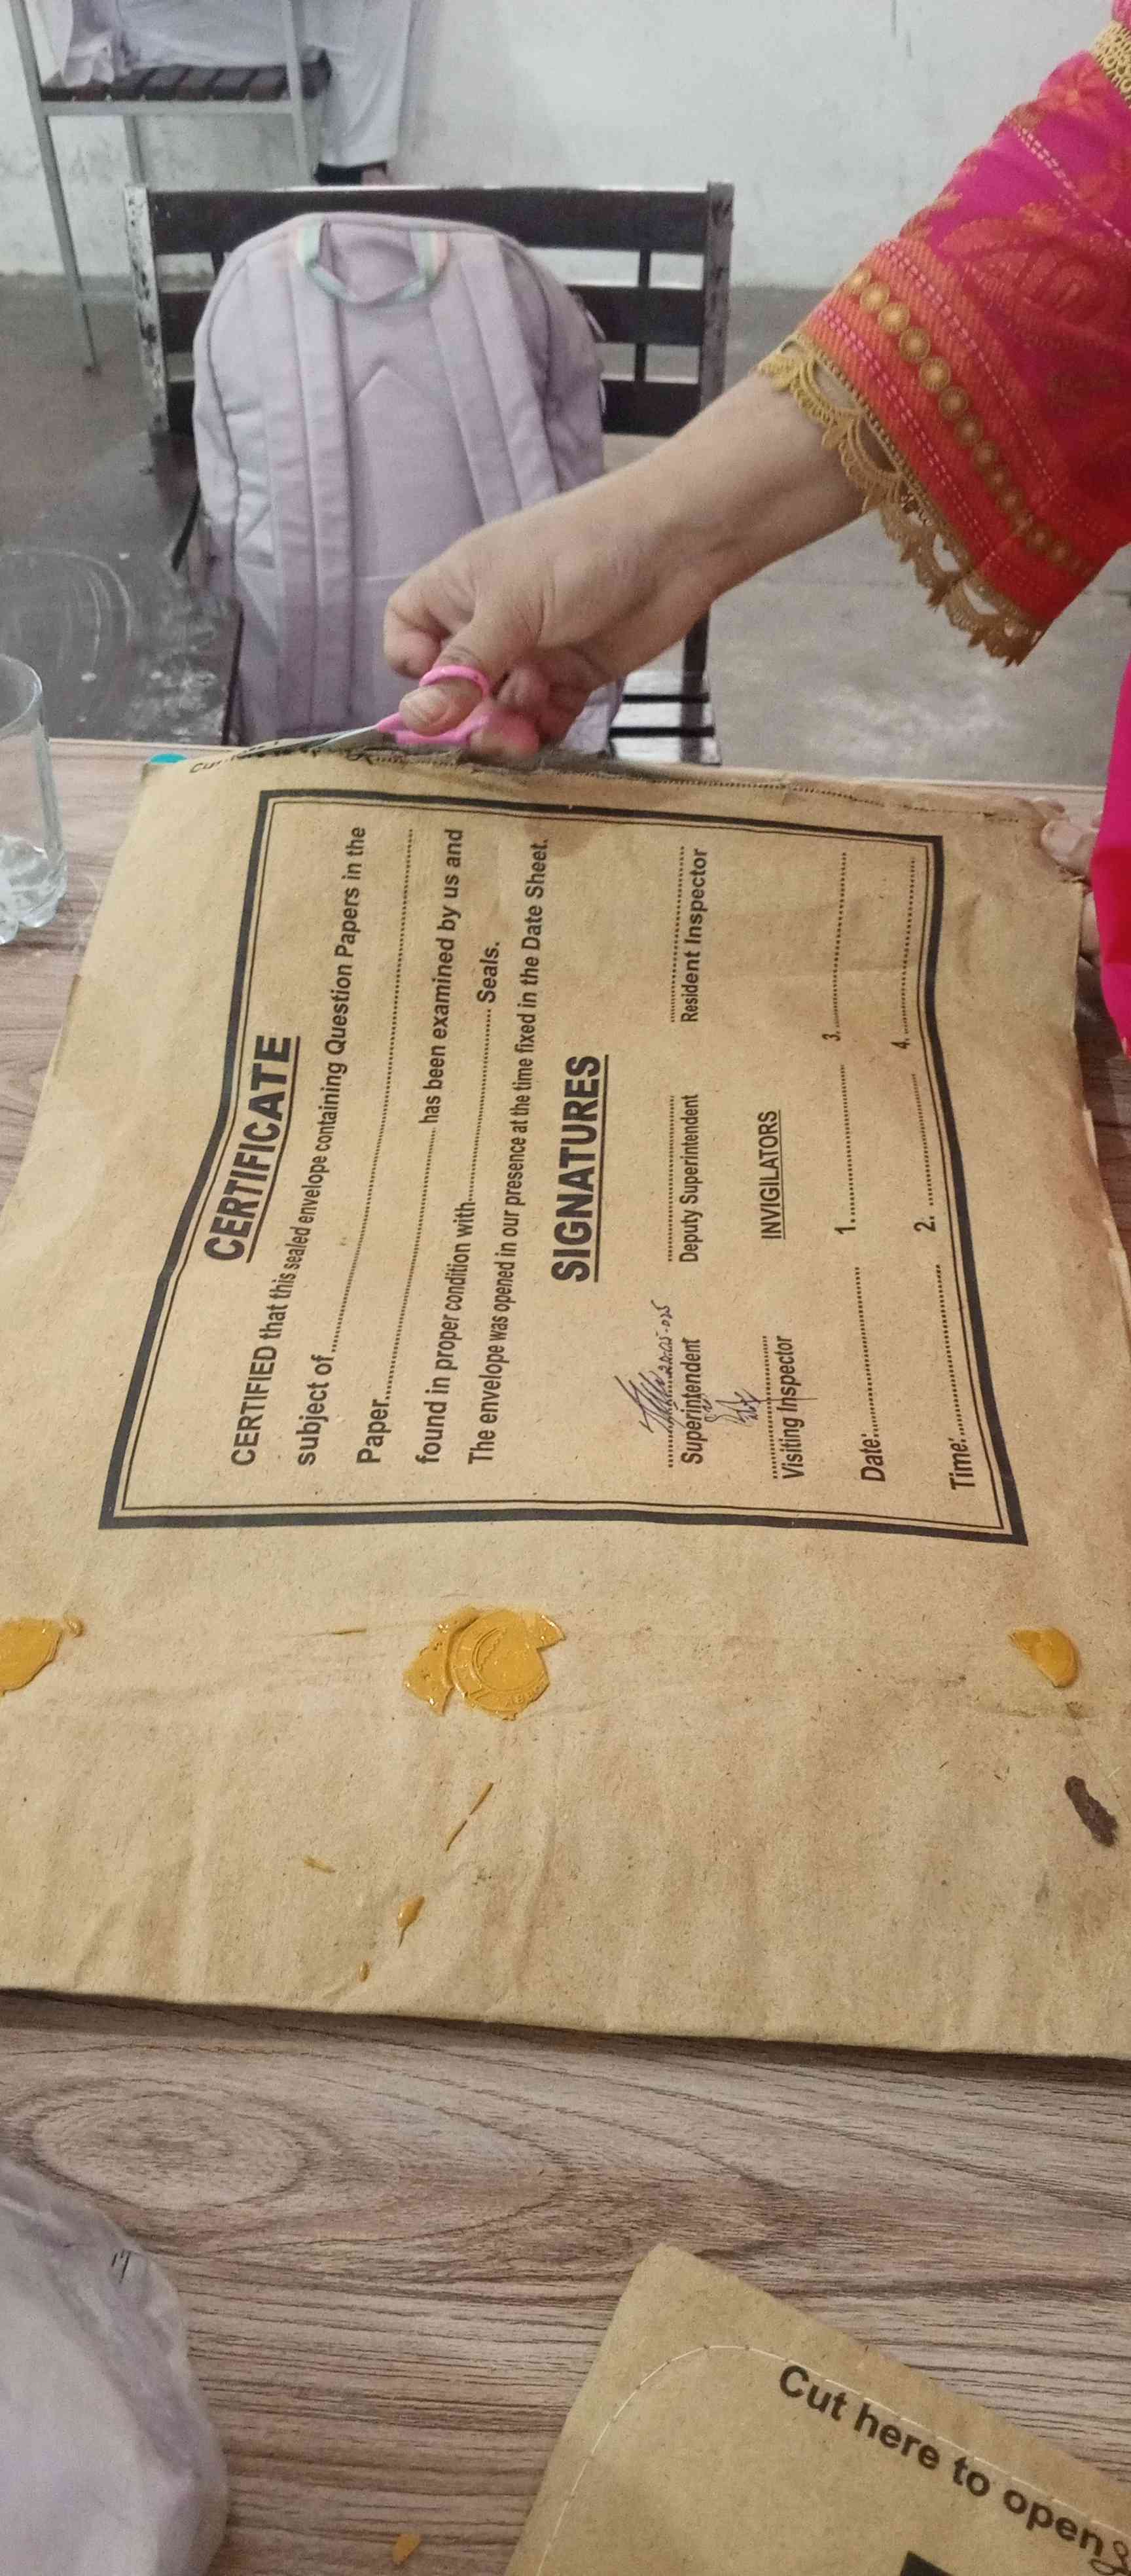 CERTIFICATE
CERTIFIED that this sealed envelope containing Question Papers in the
subject of
Paper
has been examined by us and
found in proper condition with Seals.
The envelope was opened in our presence at the time fixed in the Date Sheet.
SIGNATURES
Superintendent Deputy Superintendent Resident Inspector
Visiting Inspector
INVIGILATORS
Date: 1. 3.
Time: 2. 4.
Cut here to open